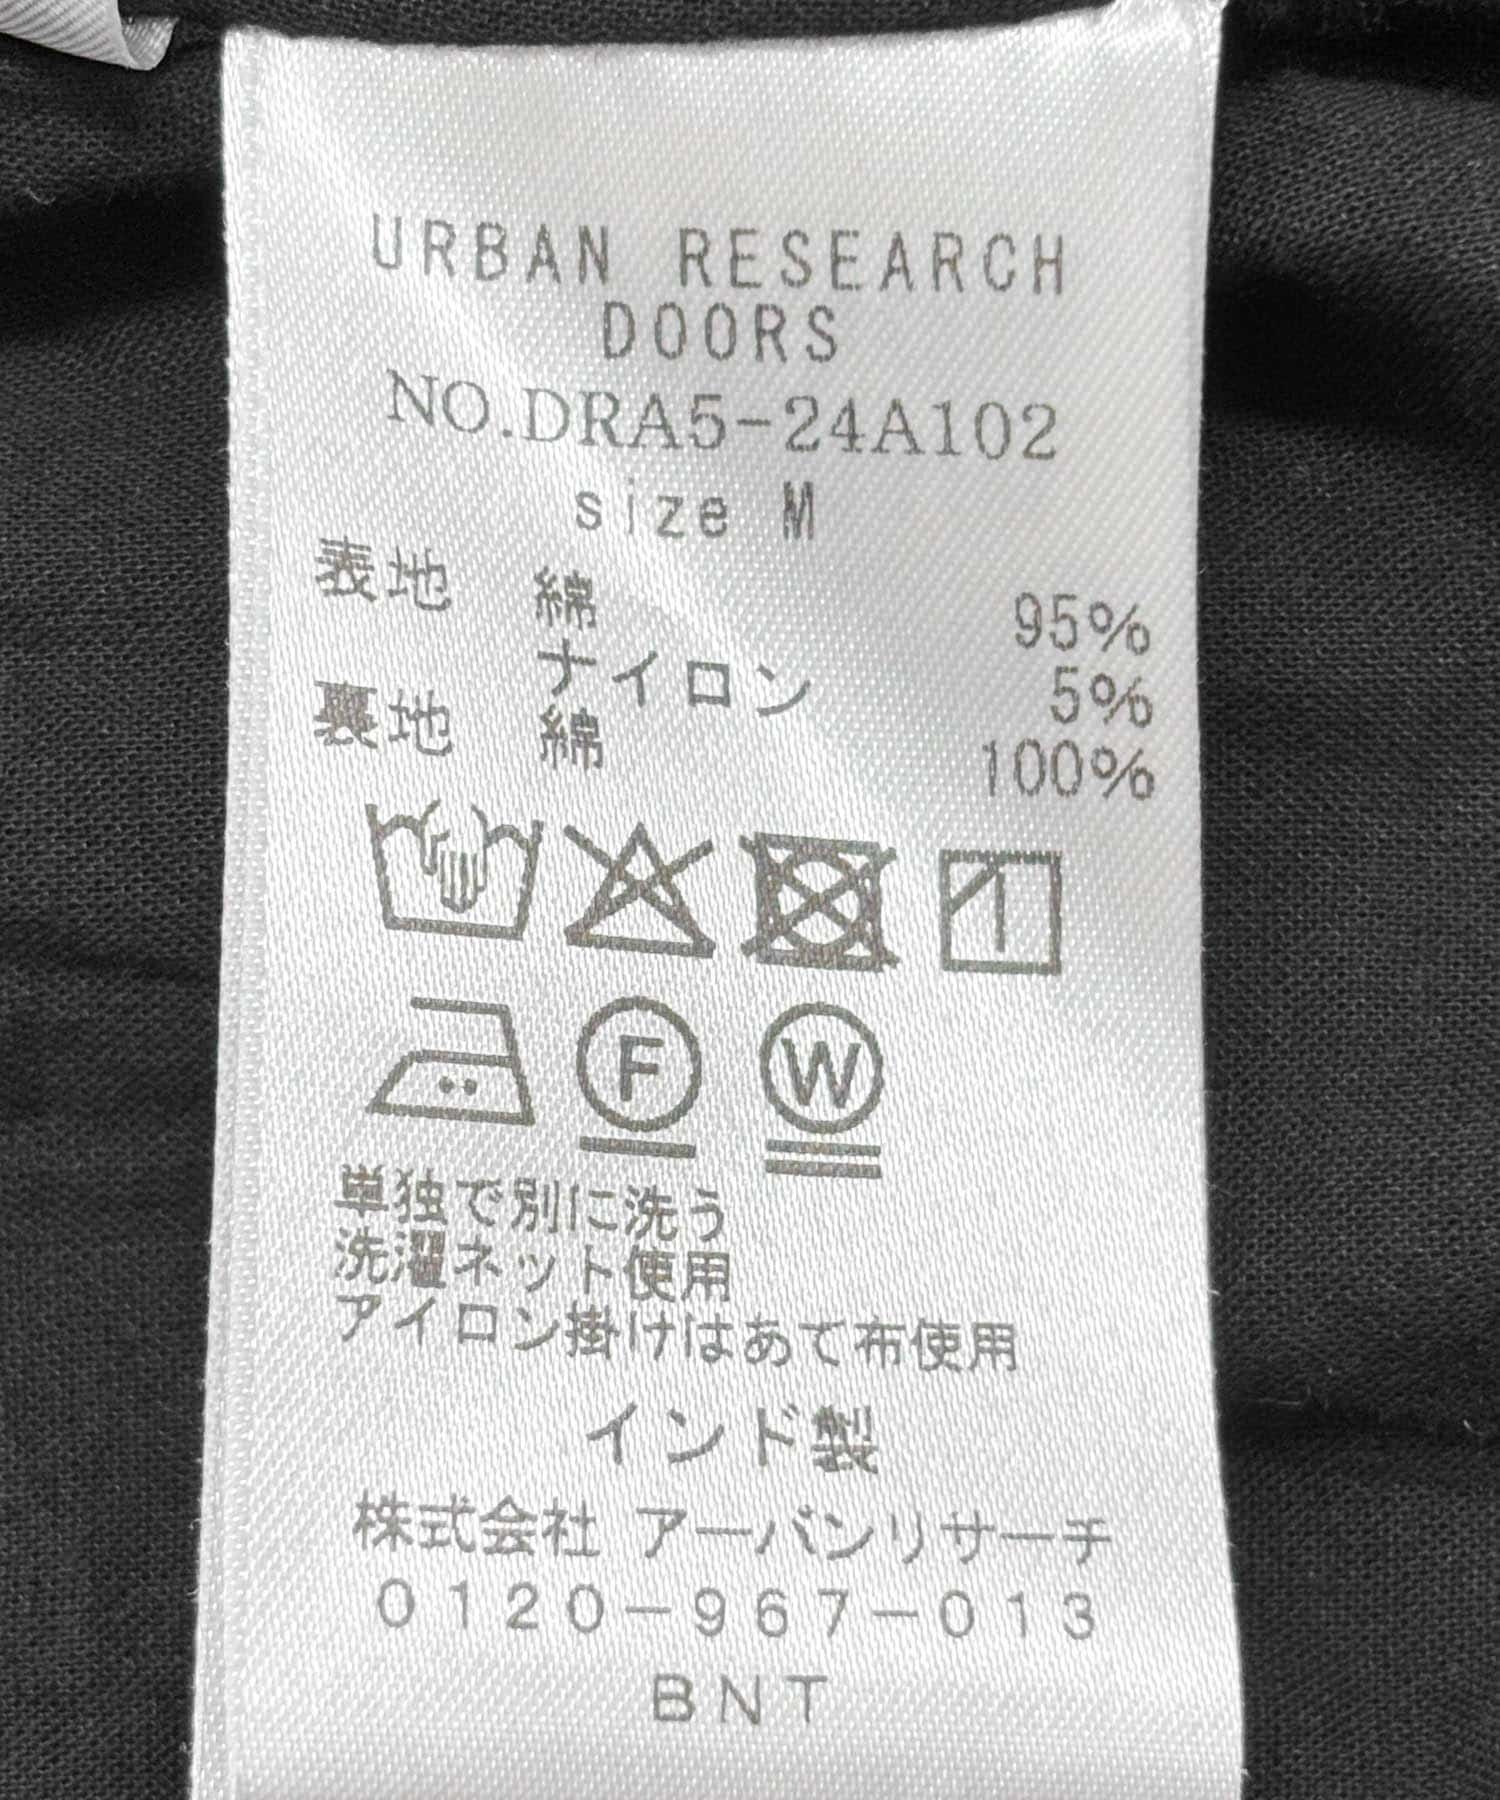 URBAN RESEARCH
DOORS
NO.DRA5-24A102
size M
表地 綿 95%
ナイロン 5%
裏地 綿 100%
F W
単独で別に洗う
洗濯ネット使用
アイロン掛けはあて布使用
インド製
株式会社 アーバンリサーチ
0120-967-013
BNT